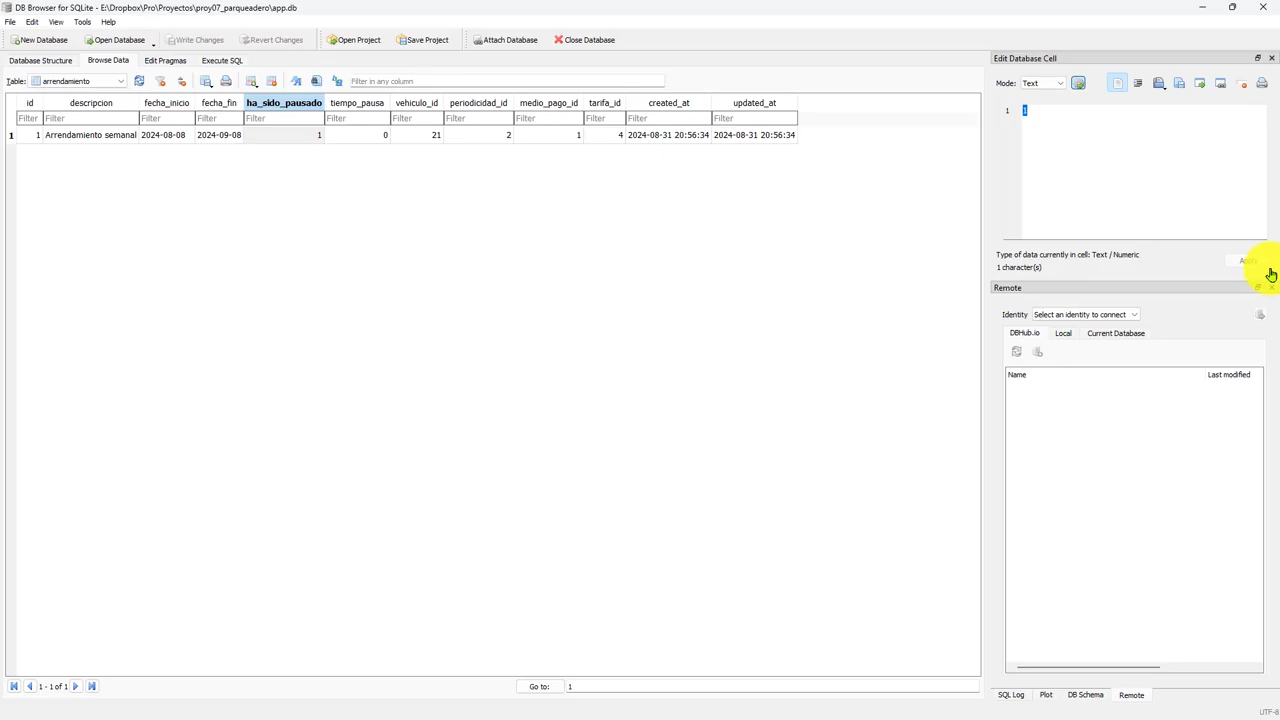 DB Browser for SQLite - E:\Dropbox\Pro\Proyectos\proy07_parqueadero\app.db
File Edit View Tools Help
New Database Open Database Write Changes Revert Changes Open Project Save Project Attach Database Close Database
Database Structure Browse Data Edit Pragmas Execute SQL
Table: arrendamiento Filter in any column
id descripcion fecha_inicio fecha_fin ha_sido_pausado tiempo_pausa vehiculo_id periodicidad_id medio_pago_id tarifa_id created_at updated_at
Filter Filter Filter Filter Filter Filter Filter Filter Filter Filter Filter Filter
1 1 Arrendamiento semanal 2024-08-08 2024-09-08 1 0 21 2 1 4 2024-08-31 20:56:34 2024-08-31 20:56:34
1 - 1 of 1 Go to: 1
Edit Database Cell
Mode: Text
1 1
Type of data currently in cell: Text / Numeric
1 character(s)
Apply
Remote
Identity Select an identity to connect
DBHub.io Local Current Database
Name Last modified
SQL Log Plot DB Schema Remote
UTF-8